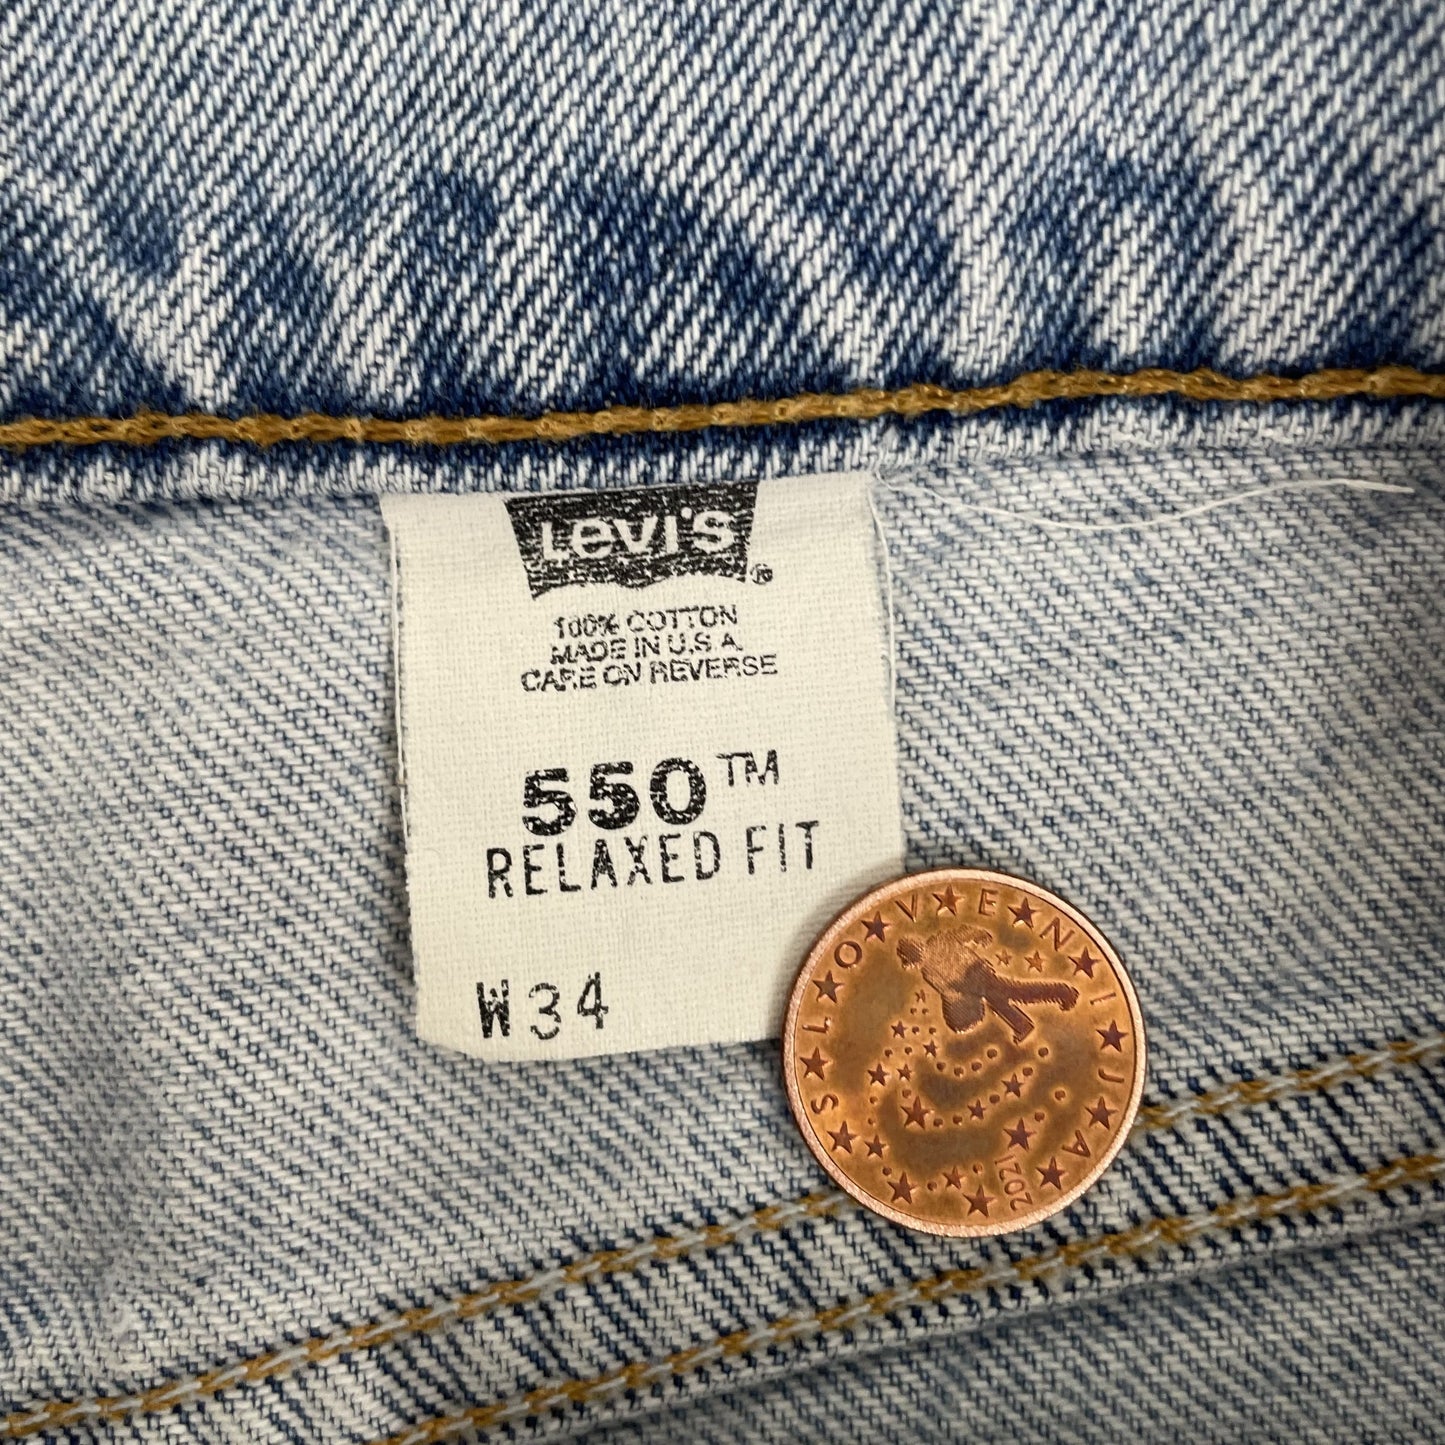 Levi's ®
100% COTTON
MADE IN U.S.A.
CARE ON REVERSE
550™
RELAXED FIT
W34
SLOVENIJA
2021